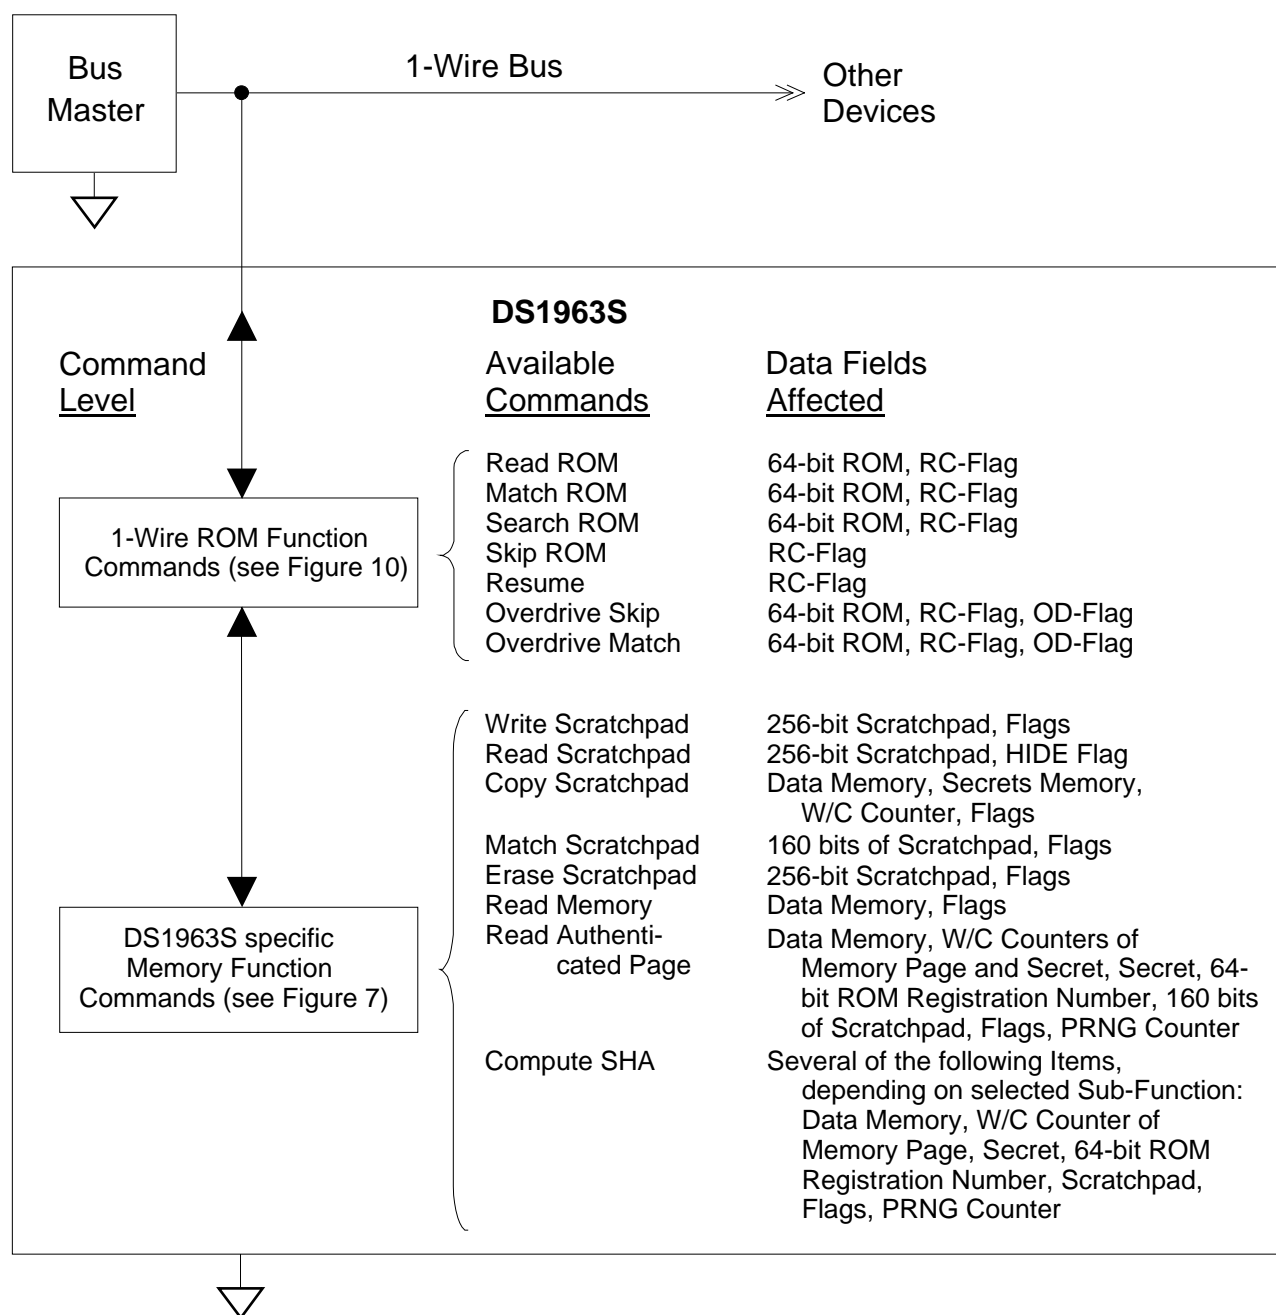 Bus
Master
1-Wire Bus
Other
Devices
DS1963S
Command
Level
Available
Commands
Data Fields
Affected
1-Wire ROM Function
Commands (see Figure 10)
Read ROM 64-bit ROM, RC-Flag
Match ROM 64-bit ROM, RC-Flag
Search ROM 64-bit ROM, RC-Flag
Skip ROM RC-Flag
Resume RC-Flag
Overdrive Skip 64-bit ROM, RC-Flag, OD-Flag
Overdrive Match 64-bit ROM, RC-Flag, OD-Flag
DS1963S specific
Memory Function
Commands (see Figure 7)
Write Scratchpad 256-bit Scratchpad, Flags
Read Scratchpad 256-bit Scratchpad, HIDE Flag
Copy Scratchpad Data Memory, Secrets Memory,
W/C Counter, Flags
Match Scratchpad 160 bits of Scratchpad, Flags
Erase Scratchpad 256-bit Scratchpad, Flags
Read Memory Data Memory, Flags
Read Authenti- Data Memory, W/C Counters of
cated Page Memory Page and Secret, Secret, 64-
bit ROM Registration Number, 160 bits
of Scratchpad, Flags, PRNG Counter
Compute SHA Several of the following Items,
depending on selected Sub-Function:
Data Memory, W/C Counter of
Memory Page, Secret, 64-bit ROM
Registration Number, Scratchpad,
Flags, PRNG Counter